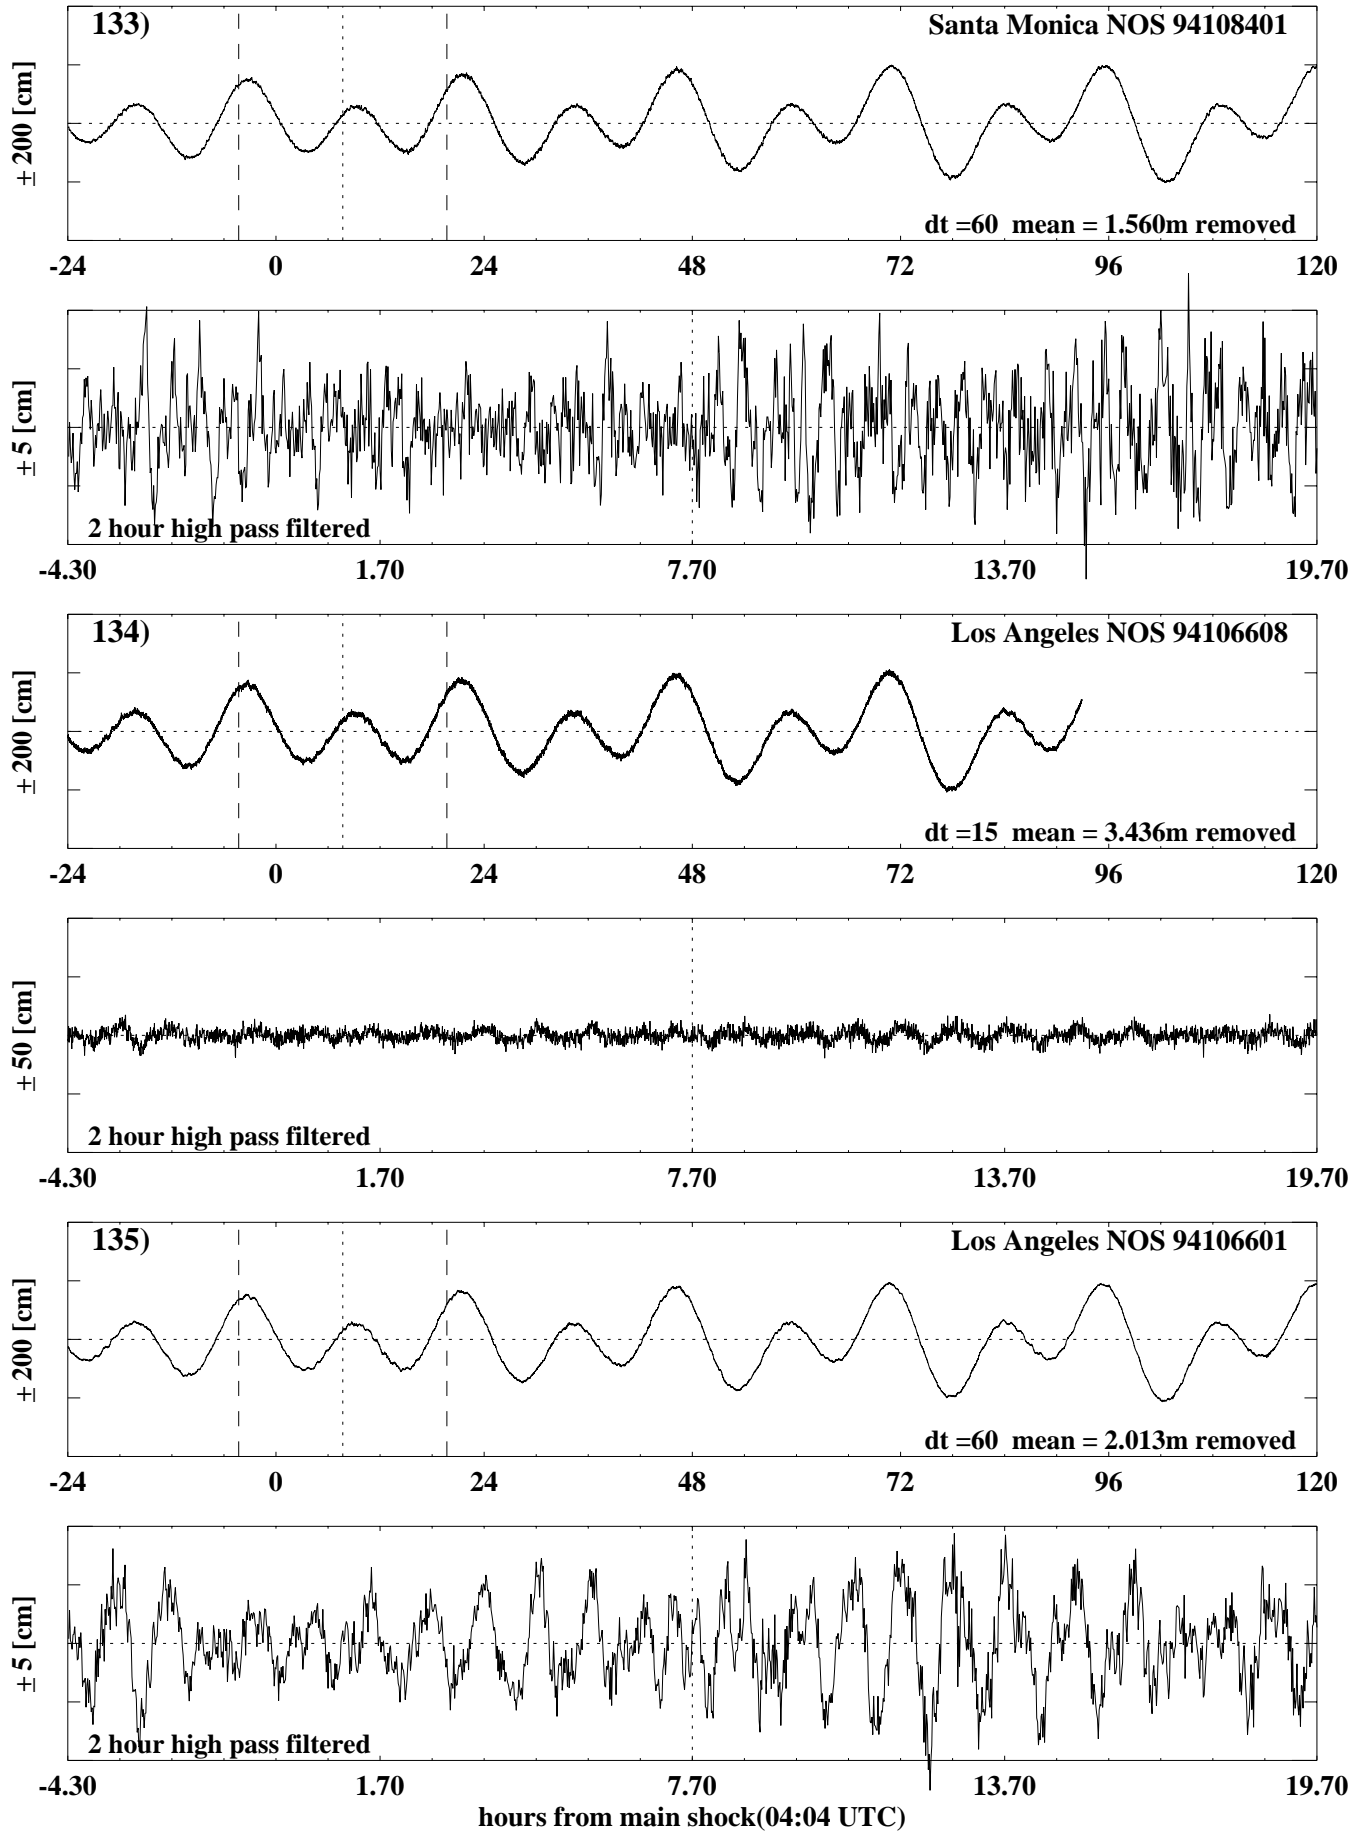 133) Santa Monica NOS 94108401
± 200 [cm]
dt =60 mean = 1.560m removed
-24 0 24 48 72 96 120
± 5 [cm]
2 hour high pass filtered
-4.30 1.70 7.70 13.70 19.70
134) Los Angeles NOS 94106608
± 200 [cm]
dt =15 mean = 3.436m removed
-24 0 24 48 72 96 120
± 50 [cm]
2 hour high pass filtered
-4.30 1.70 7.70 13.70 19.70
135) Los Angeles NOS 94106601
± 200 [cm]
dt =60 mean = 2.013m removed
-24 0 24 48 72 96 120
± 5 [cm]
2 hour high pass filtered
-4.30 1.70 7.70 13.70 19.70
hours from main shock(04:04 UTC)